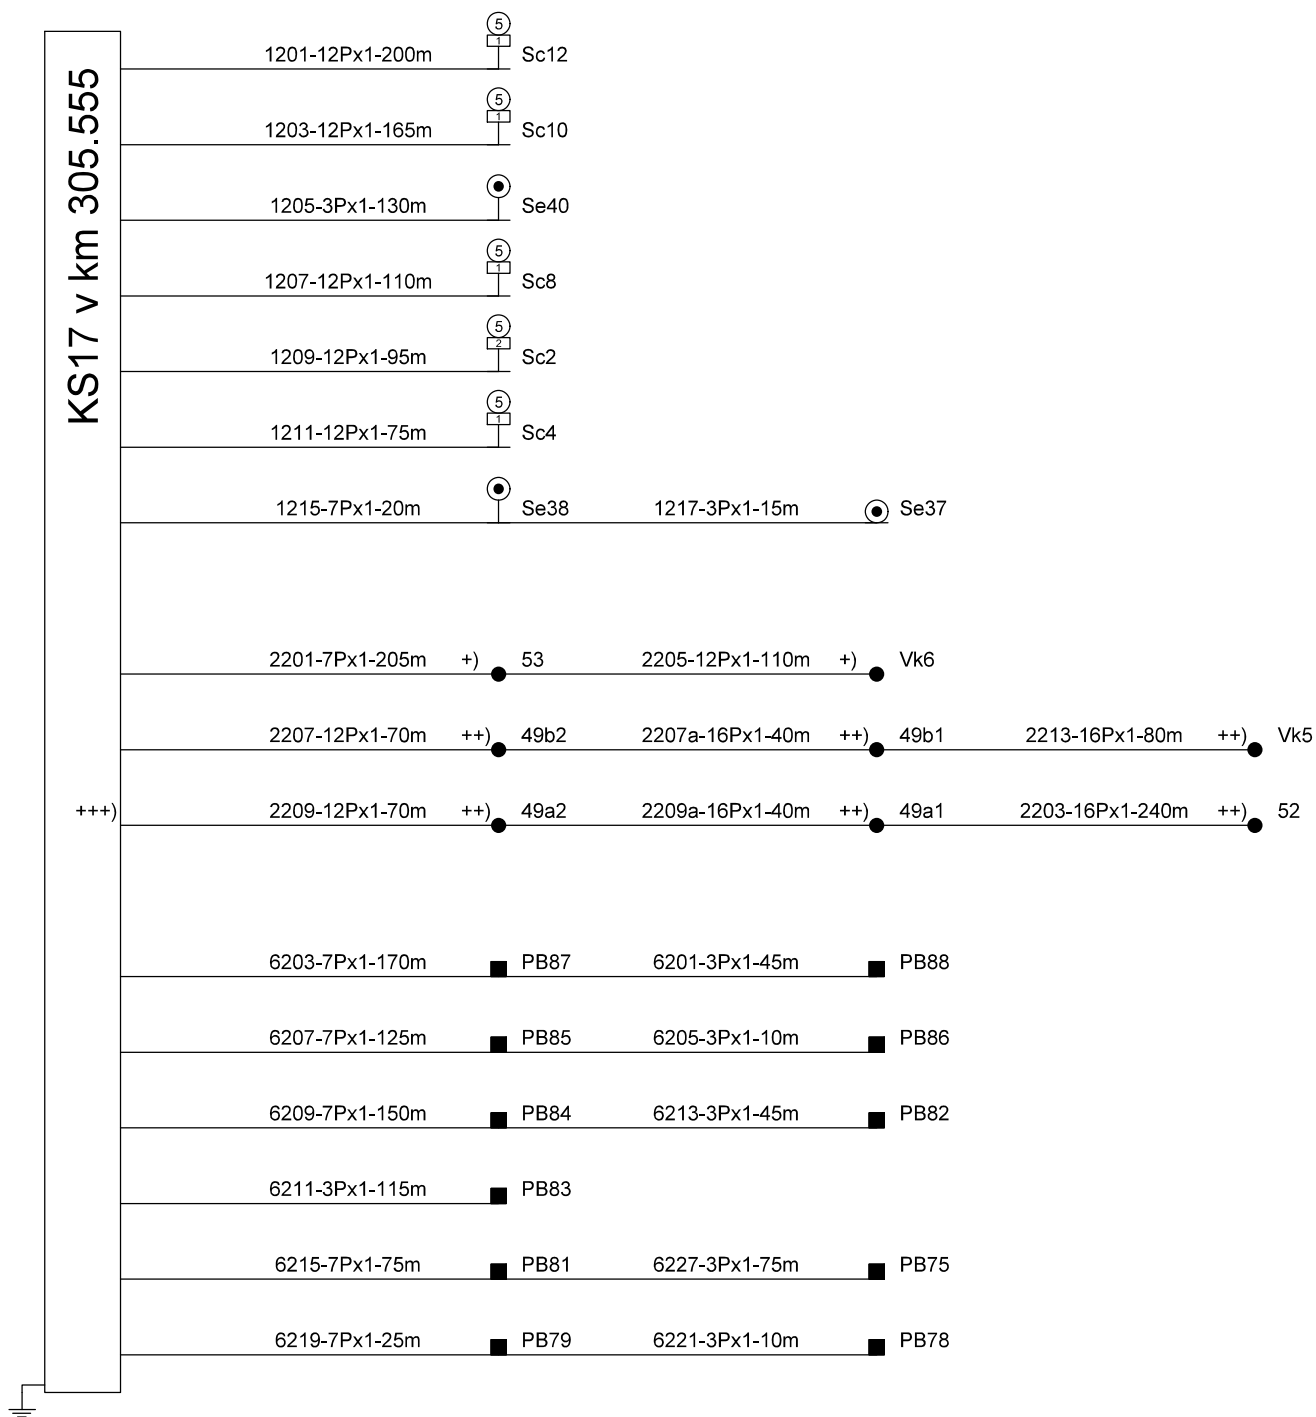 KS17 v km 305.555
5
1
1201-12Px1-200m Sc12
5
1
1203-12Px1-165m Sc10
1205-3Px1-130m Se40
5
1
1207-12Px1-110m Sc8
5
2
1209-12Px1-95m Sc2
5
1
1211-12Px1-75m Sc4
1215-7Px1-20m Se38 1217-3Px1-15m Se37
2201-7Px1-205m +) 53 2205-12Px1-110m +) Vk6
2207-12Px1-70m ++) 49b2 2207a-16Px1-40m ++) 49b1 2213-16Px1-80m ++) Vk5
+++) 2209-12Px1-70m ++) 49a2 2209a-16Px1-40m ++) 49a1 2203-16Px1-240m ++) 52
6203-7Px1-170m PB87 6201-3Px1-45m PB88
6207-7Px1-125m PB85 6205-3Px1-10m PB86
6209-7Px1-150m PB84 6213-3Px1-45m PB82
6211-3Px1-115m PB83
6215-7Px1-75m PB81 6227-3Px1-75m PB75
6219-7Px1-25m PB79 6221-3Px1-10m PB78